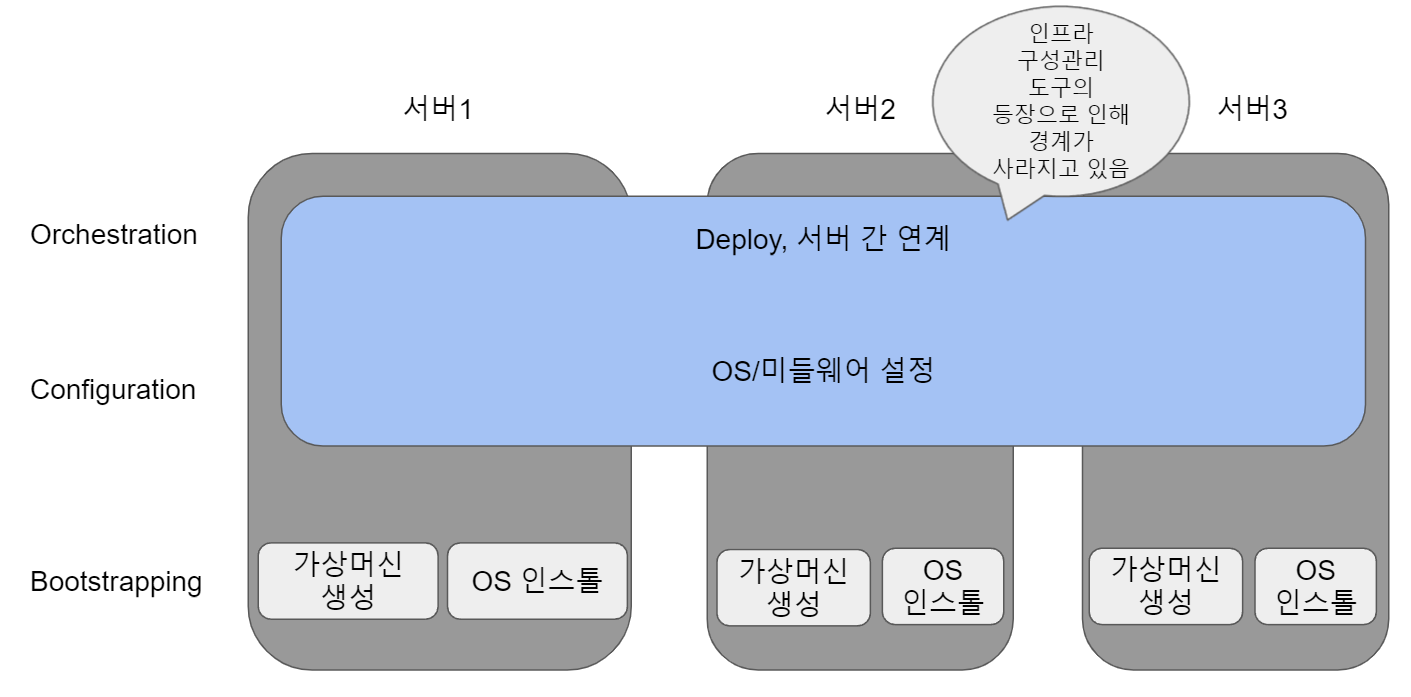 인프라
구성관리
도구의
등장으로 인해
경계가
사라지고 있음
서버1
서버2
서버3
Orchestration
Deploy, 서버 간 연계
Configuration
OS/미들웨어 설정
Bootstrapping
가상머신
생성
OS 인스톨
가상머신
생성
OS
인스톨
가상머신
생성
OS
인스톨